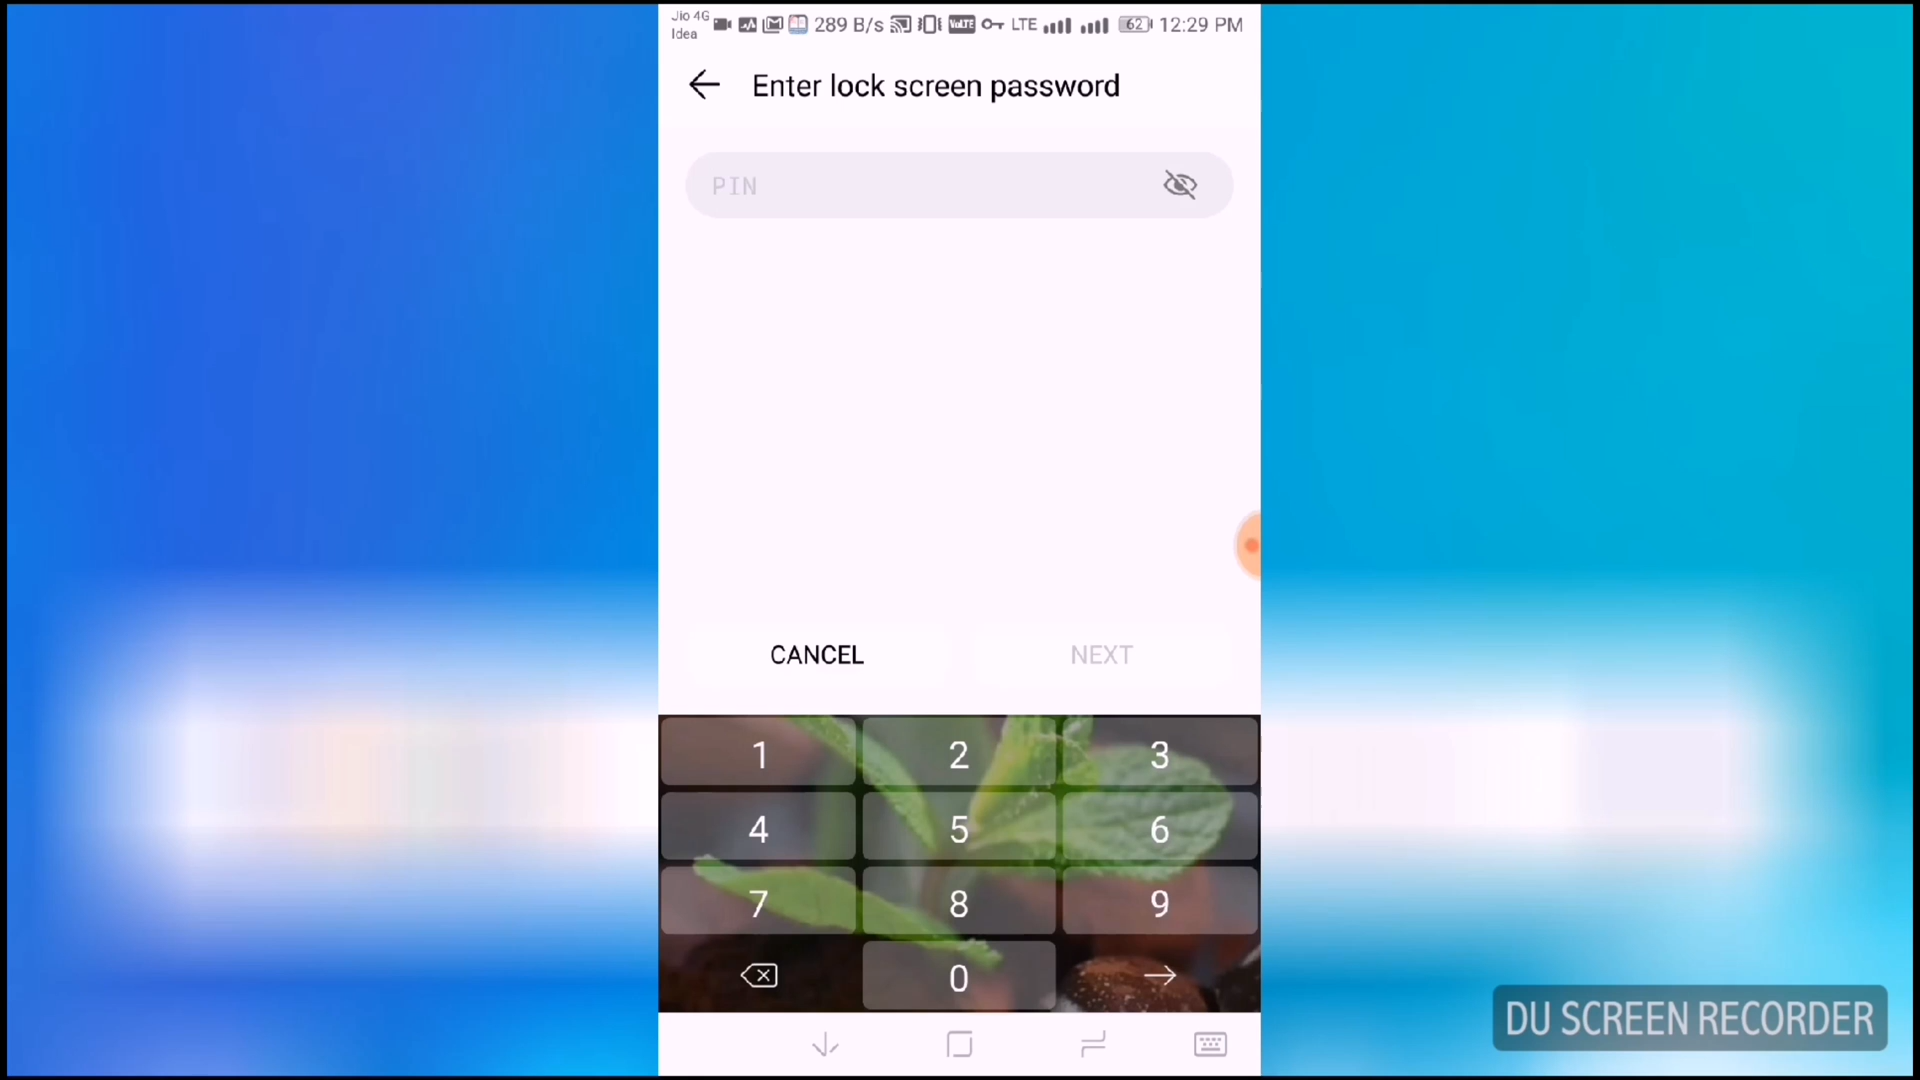 Jio 4G 289 B/s VoLTE LTE 62 12:29 PM
Idea
Enter lock screen password
PIN
CANCEL NEXT
1 2 3
4 5 6
7 8 9
0
DU SCREEN RECORDER